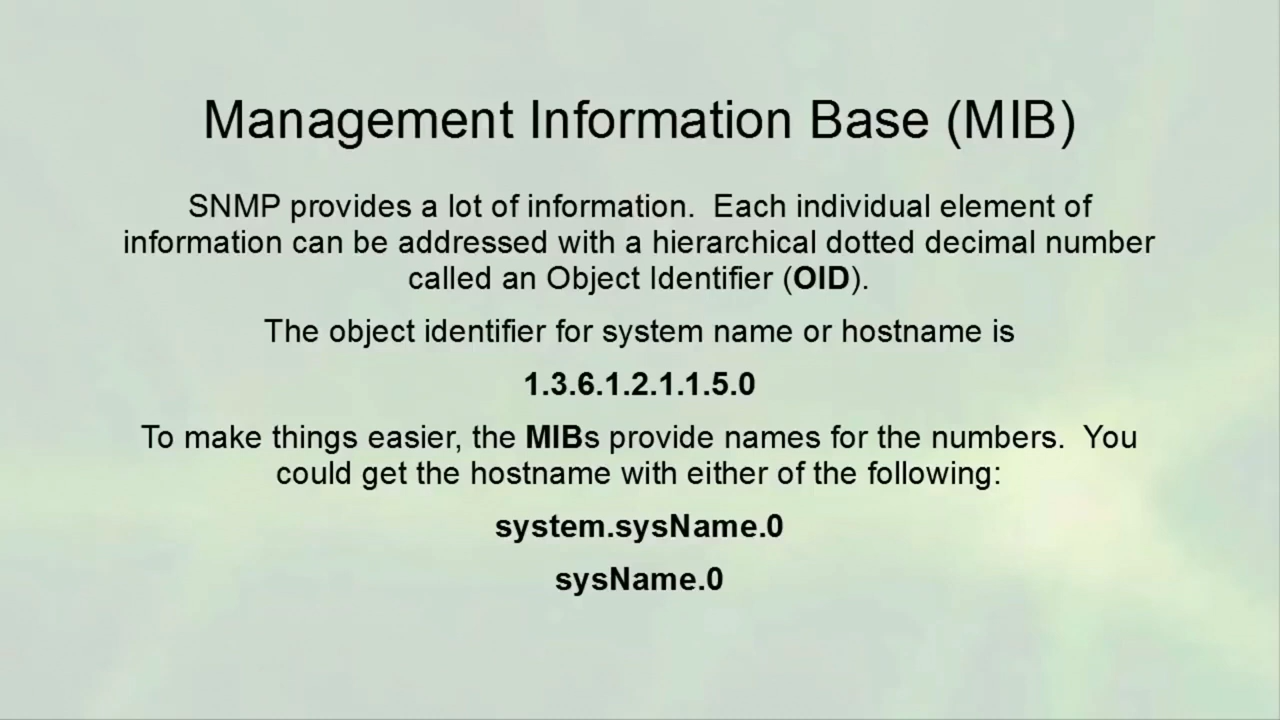 Management Information Base (MIB)
SNMP provides a lot of information.  Each individual element of
information can be addressed with a hierarchical dotted decimal number
called an Object Identifier (OID).
The object identifier for system name or hostname is
1.3.6.1.2.1.1.5.0
To make things easier, the MIBs provide names for the numbers.  You
could get the hostname with either of the following:
system.sysName.0
sysName.0